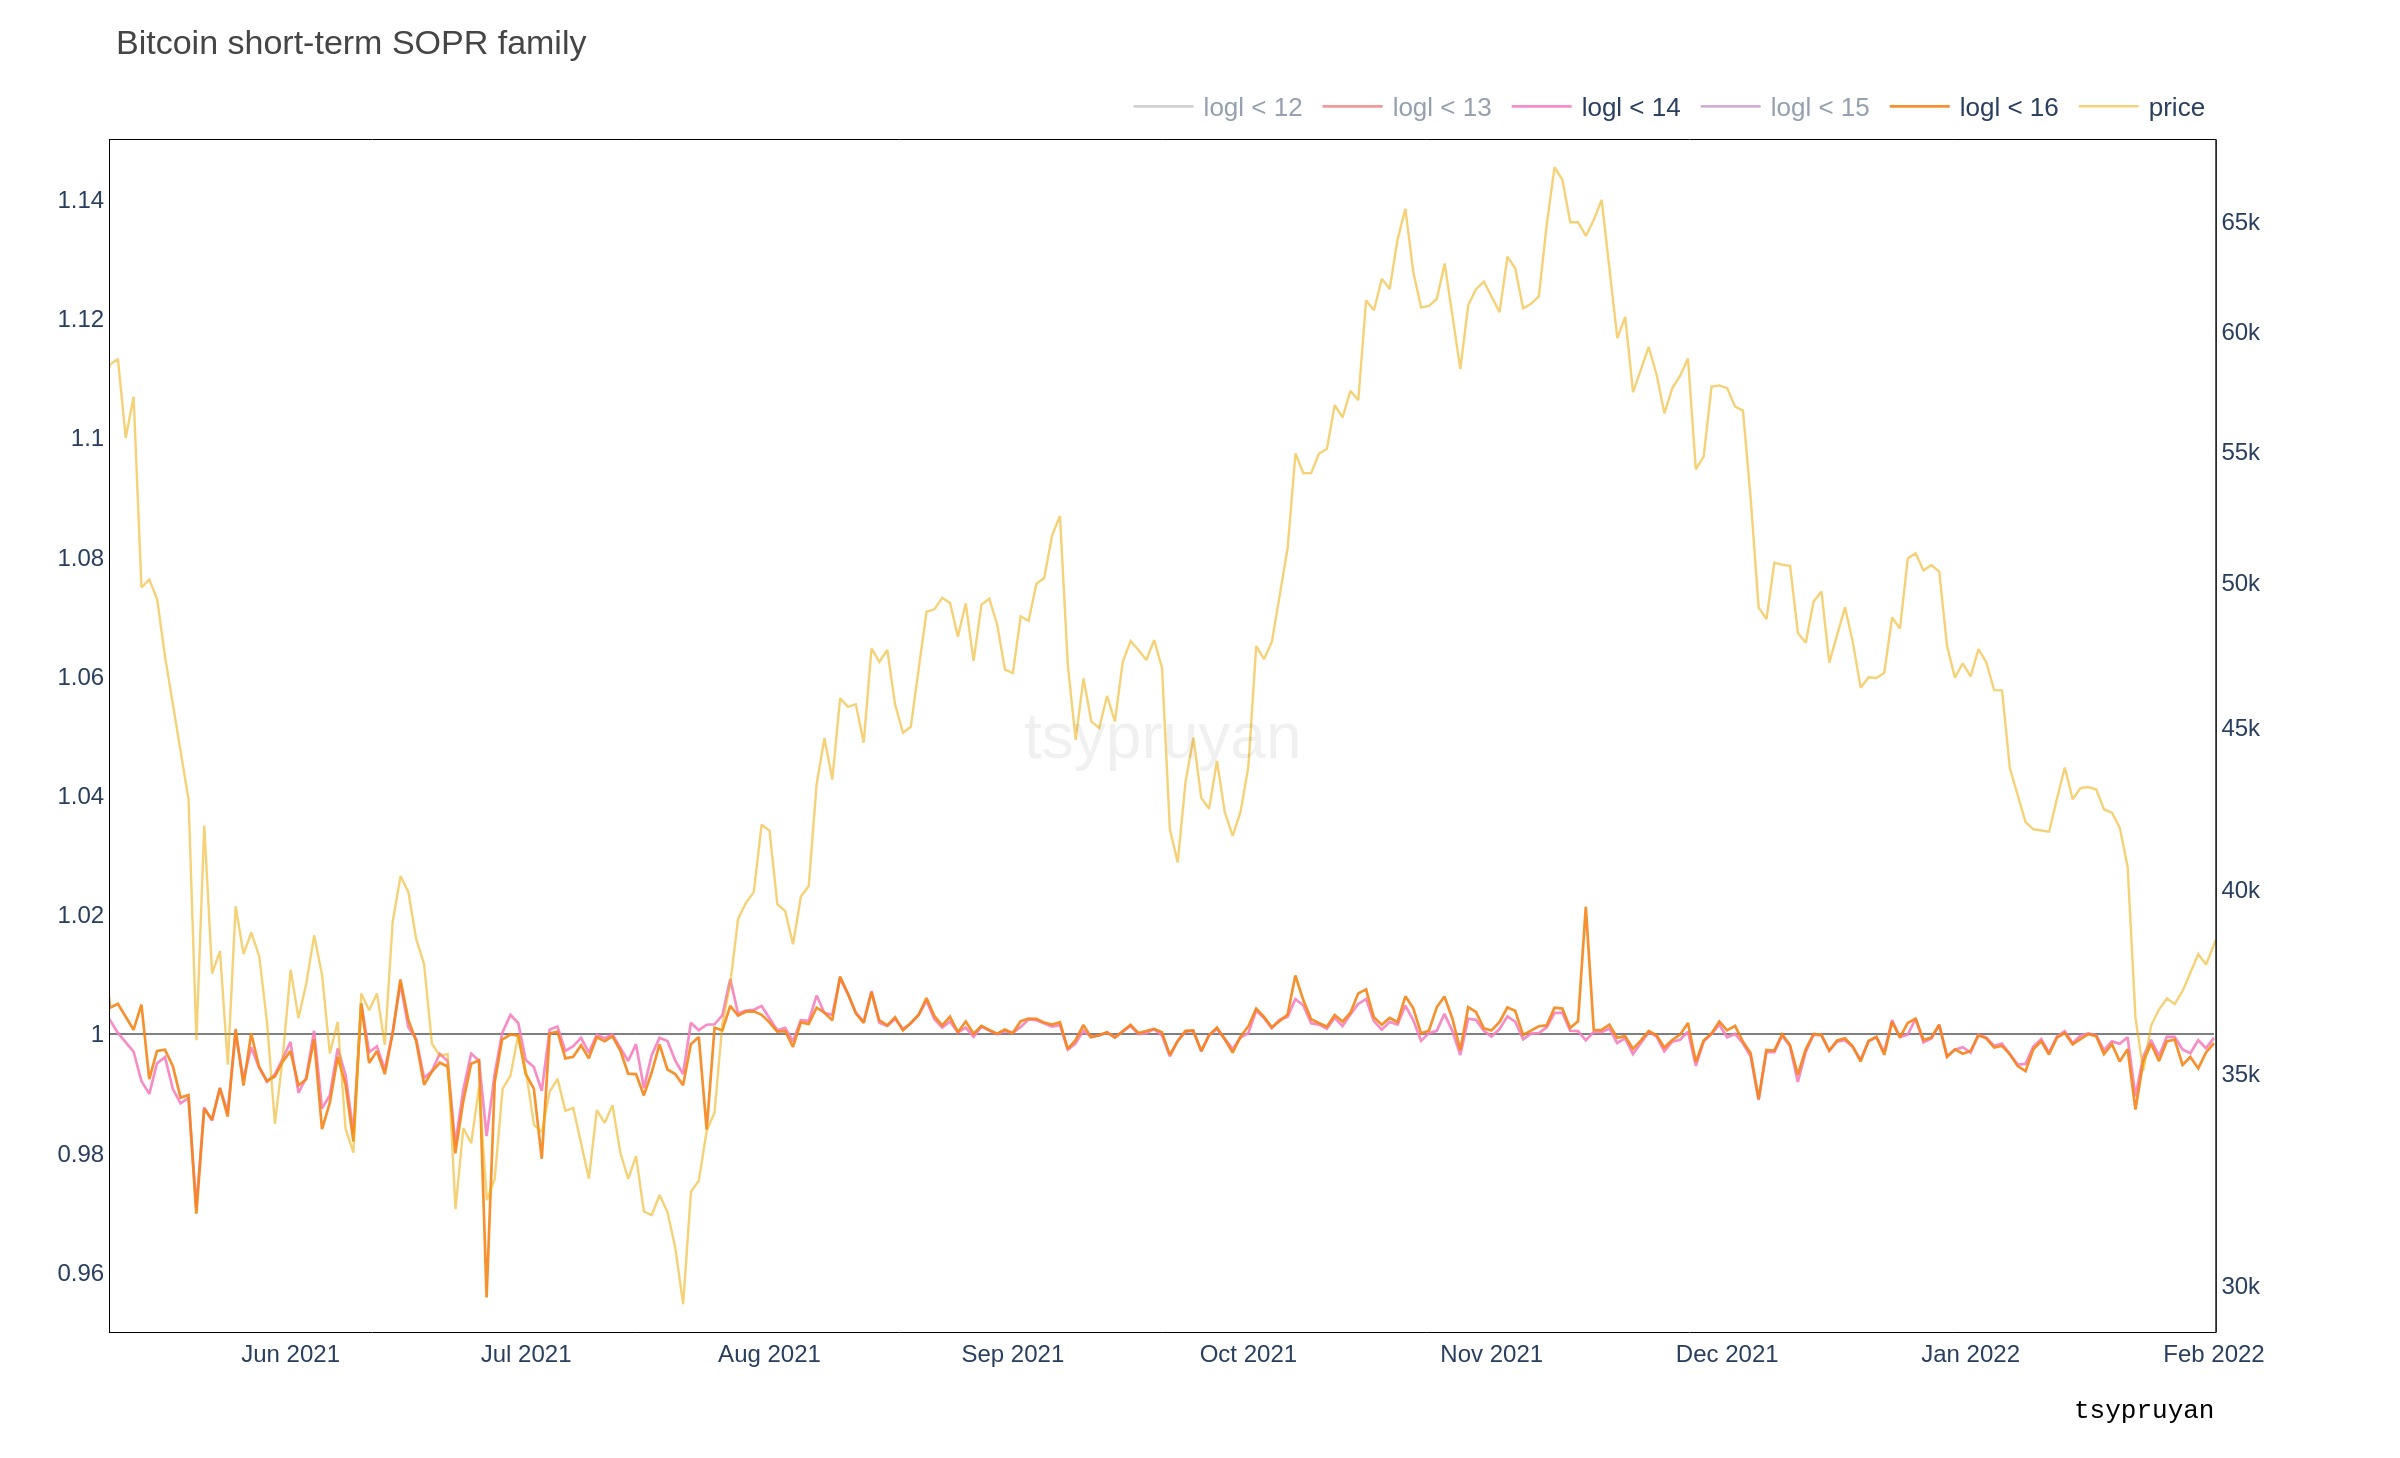 Bitcoin short-term SOPR family
logl < 12 logl < 13 logl < 14 logl < 15 logl < 16 price
1.14
65k
1.12
60k
1.1
55k
1.08
50k
1.06
45k
tsypruyan
1.04
40k
1.02
1
35k
0.98
0.96
30k
Jun 2021 Jul 2021 Aug 2021 Sep 2021 Oct 2021 Nov 2021 Dec 2021 Jan 2022 Feb 2022
tsypruyan